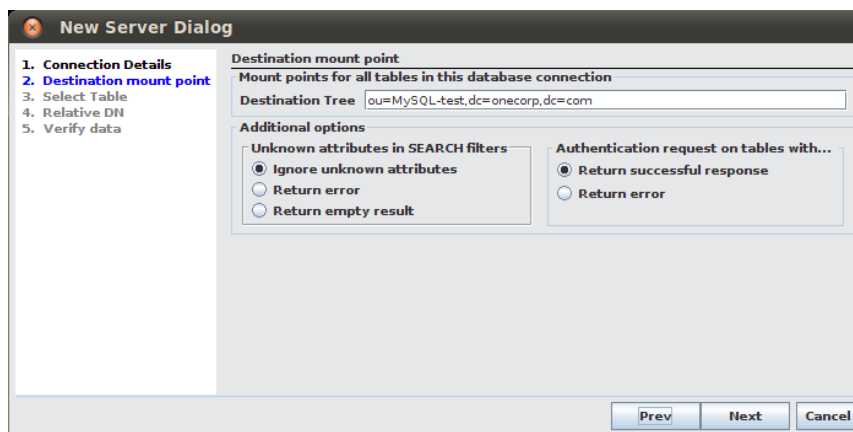 New Server Dialog
1. Connection Details
2. Destination mount point
3. Select Table
4. Relative DN
5. Verify data
Destination mount point
Mount points for all tables in this database connection
Destination Tree ou=MySQL-test,dc=onecorp,dc=com
Additional options
Unknown attributes in SEARCH filters
Ignore unknown attributes
Return error
Return empty result
Authentication request on tables with...
Return successful response
Return error
Prev Next Cancel